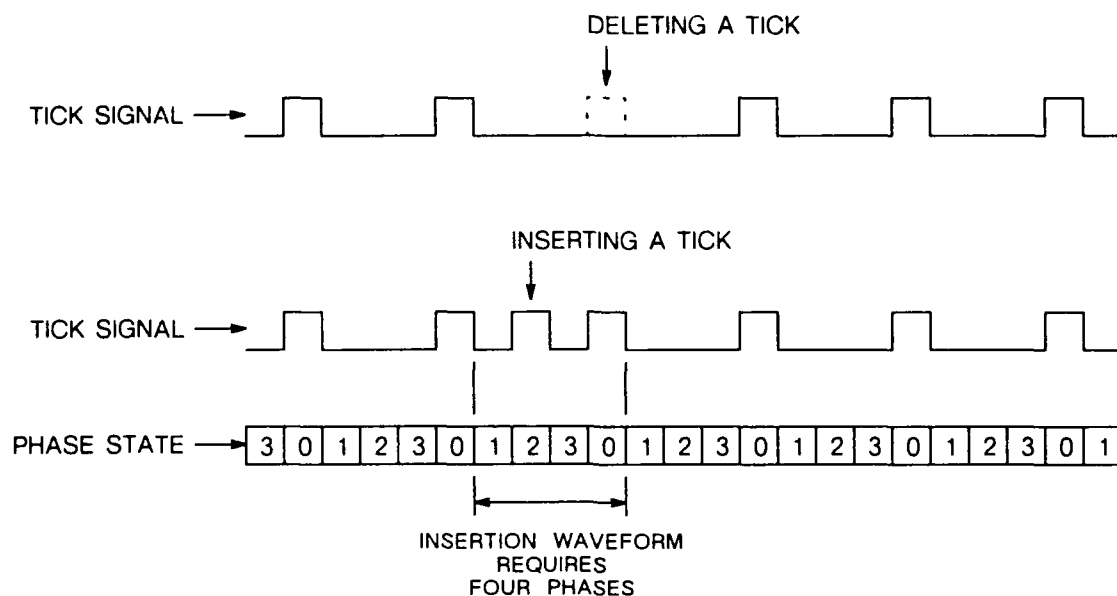 DELETING A TICK
TICK SIGNAL
INSERTING A TICK
TICK SIGNAL
PHASE STATE
3 0 1 2 3 0 1 2 3 0 1 2 3 0 1 2 3 0 1 2 3 0 1
INSERTION WAVEFORM
REQUIRES
FOUR PHASES